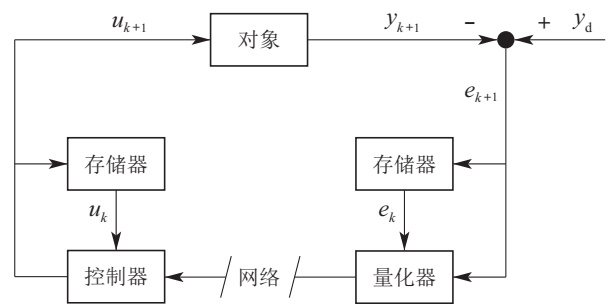 u_{k+1} 对象 y_{k+1} − + y_d
e_{k+1}
存储器 存储器
u_k e_k
控制器 网络 量化器